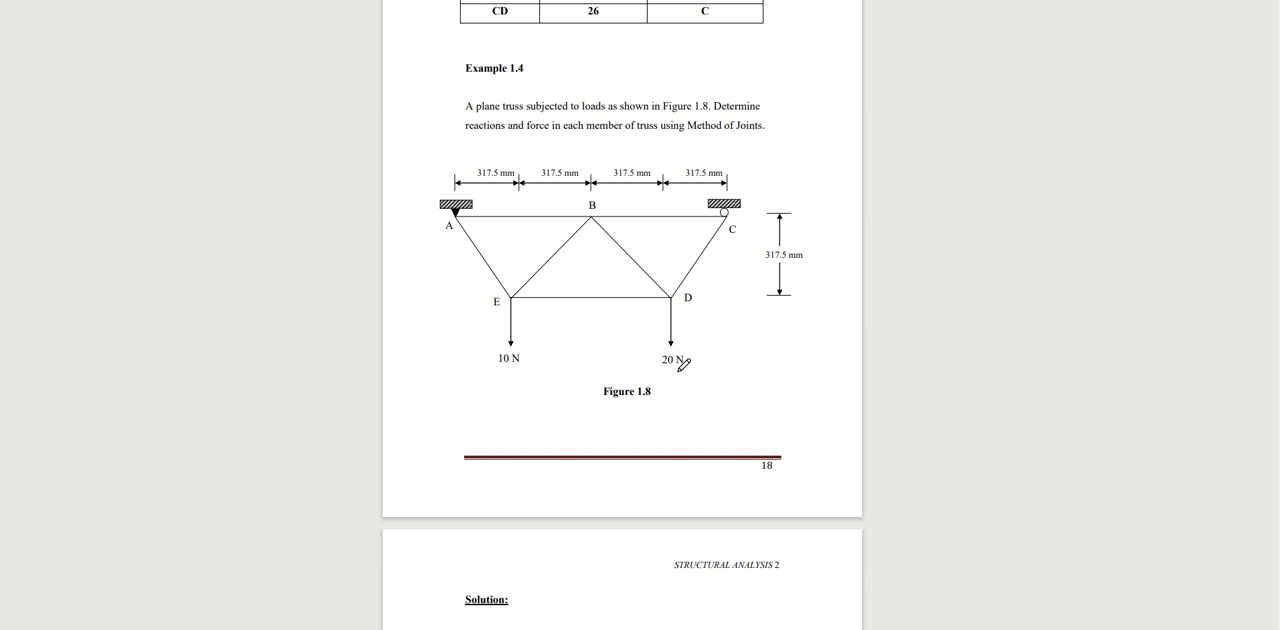 CD 26 C
Example 1.4
A plane truss subjected to loads as shown in Figure 1.8. Determine
reactions and force in each member of truss using Method of Joints.
317.5 mm 317.5 mm 317.5 mm 317.5 mm
B
A C
317.5 mm
E D
10 N 20 N
Figure 1.8
18
STRUCTURAL ANALYSIS 2
Solution: